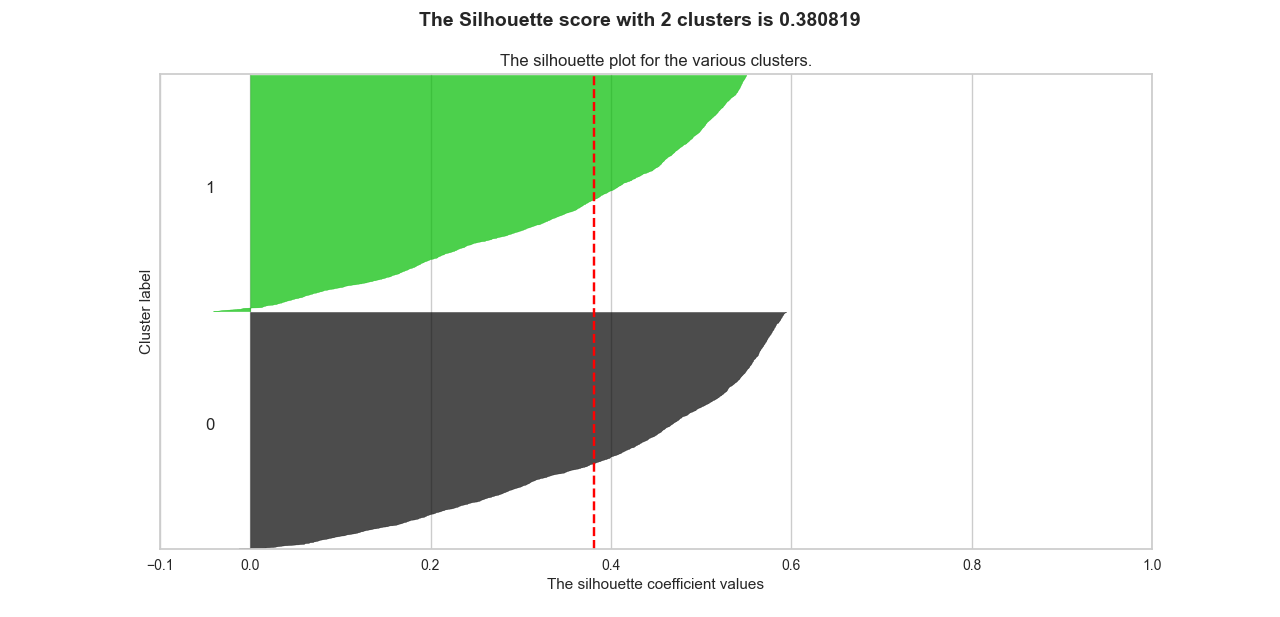 The Silhouette score with 2 clusters is 0.380819
The silhouette plot for the various clusters.
1
0
Cluster label
−0.1 0.0 0.2 0.4 0.6 0.8 1.0
The silhouette coefficient values